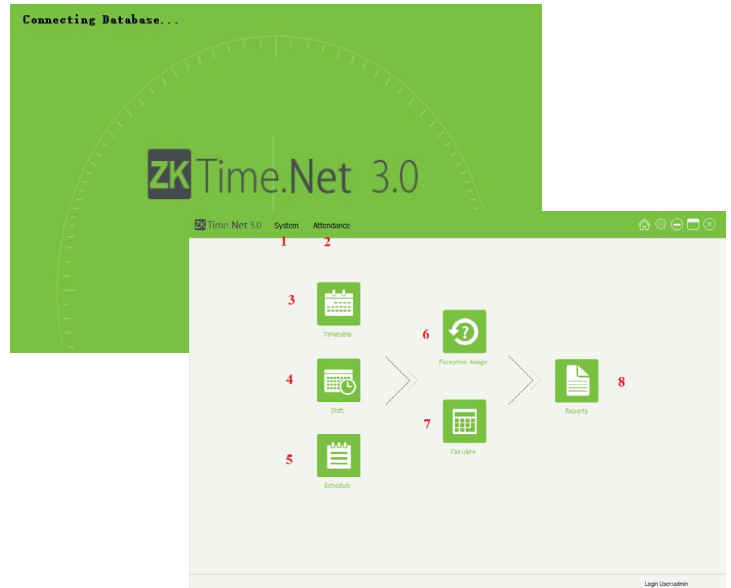 Connecting Database...
ZK Time.Net 3.0
ZK Time.Net 3.0 System Attendance
1 2
3
Timetable
6
Exception Assign
4
Shift
8
Reports
7
Calculate
5
Schedule
Login User:admin